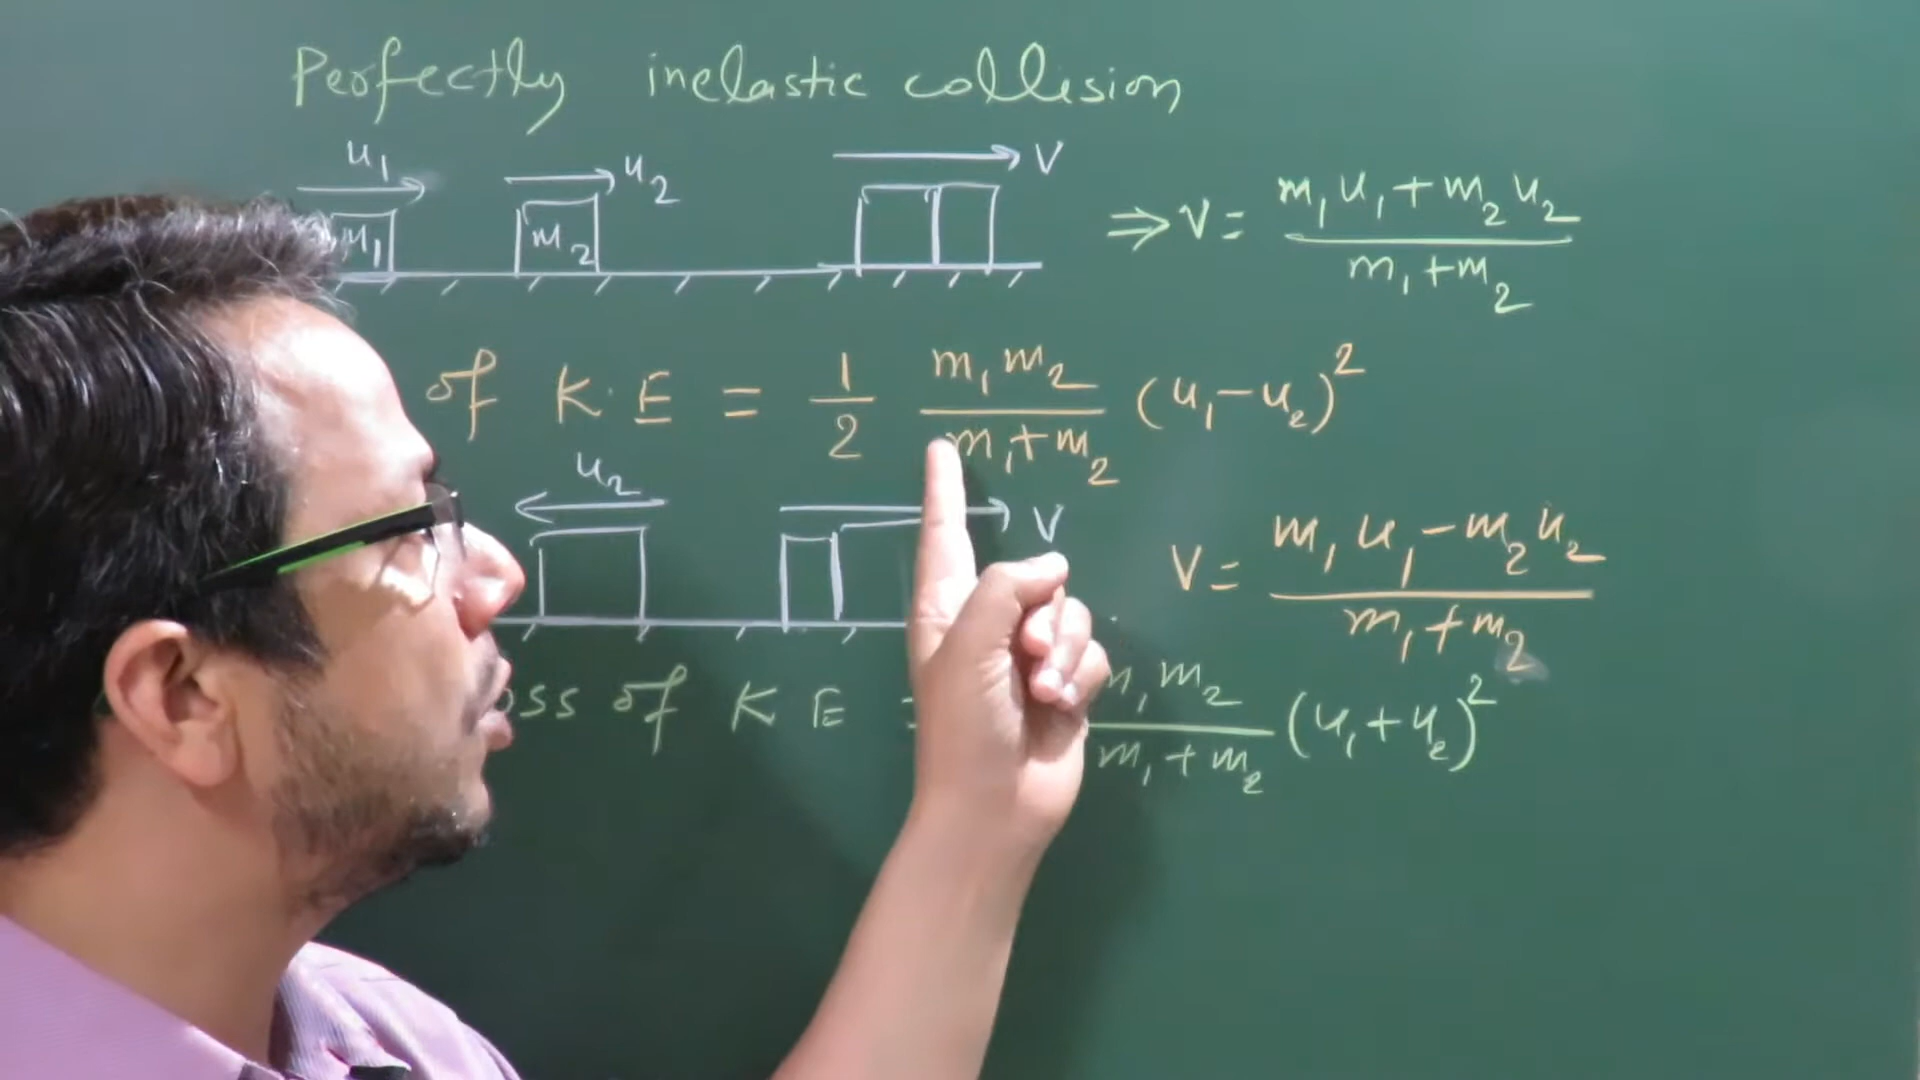 Perfectly inelastic collision
u₁ u₂ V
m₁ m₂
⇒ V = (m₁u₁ + m₂u₂) / (m₁ + m₂)
of K.E = 1/2 m₁m₂/(m₁+m₂) (u₁ - u₂)²
u₂ V
V = (m₁u₁ - m₂u₂) / (m₁ + m₂)
oss of K E = m₁m₂/(m₁+m₂) (u₁+u₂)²